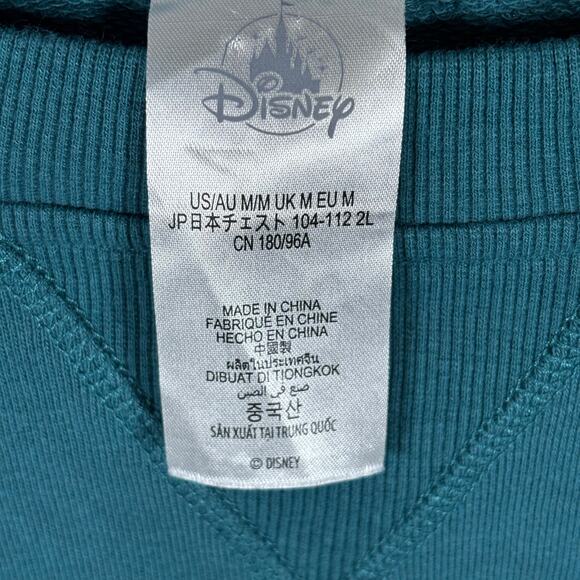 DISNEY
US/AU M/M UK M EU M
JP日本チェスト 104-112 2L
CN 180/96A
MADE IN CHINA
FABRIQUÉ EN CHINE
HECHO EN CHINA
中國製
ผลิตในประเทศจีน
DIBUAT DI TIONGKOK
صنع في الصين
중국산
SẢN XUẤT TẠI TRUNG QUỐC
© DISNEY